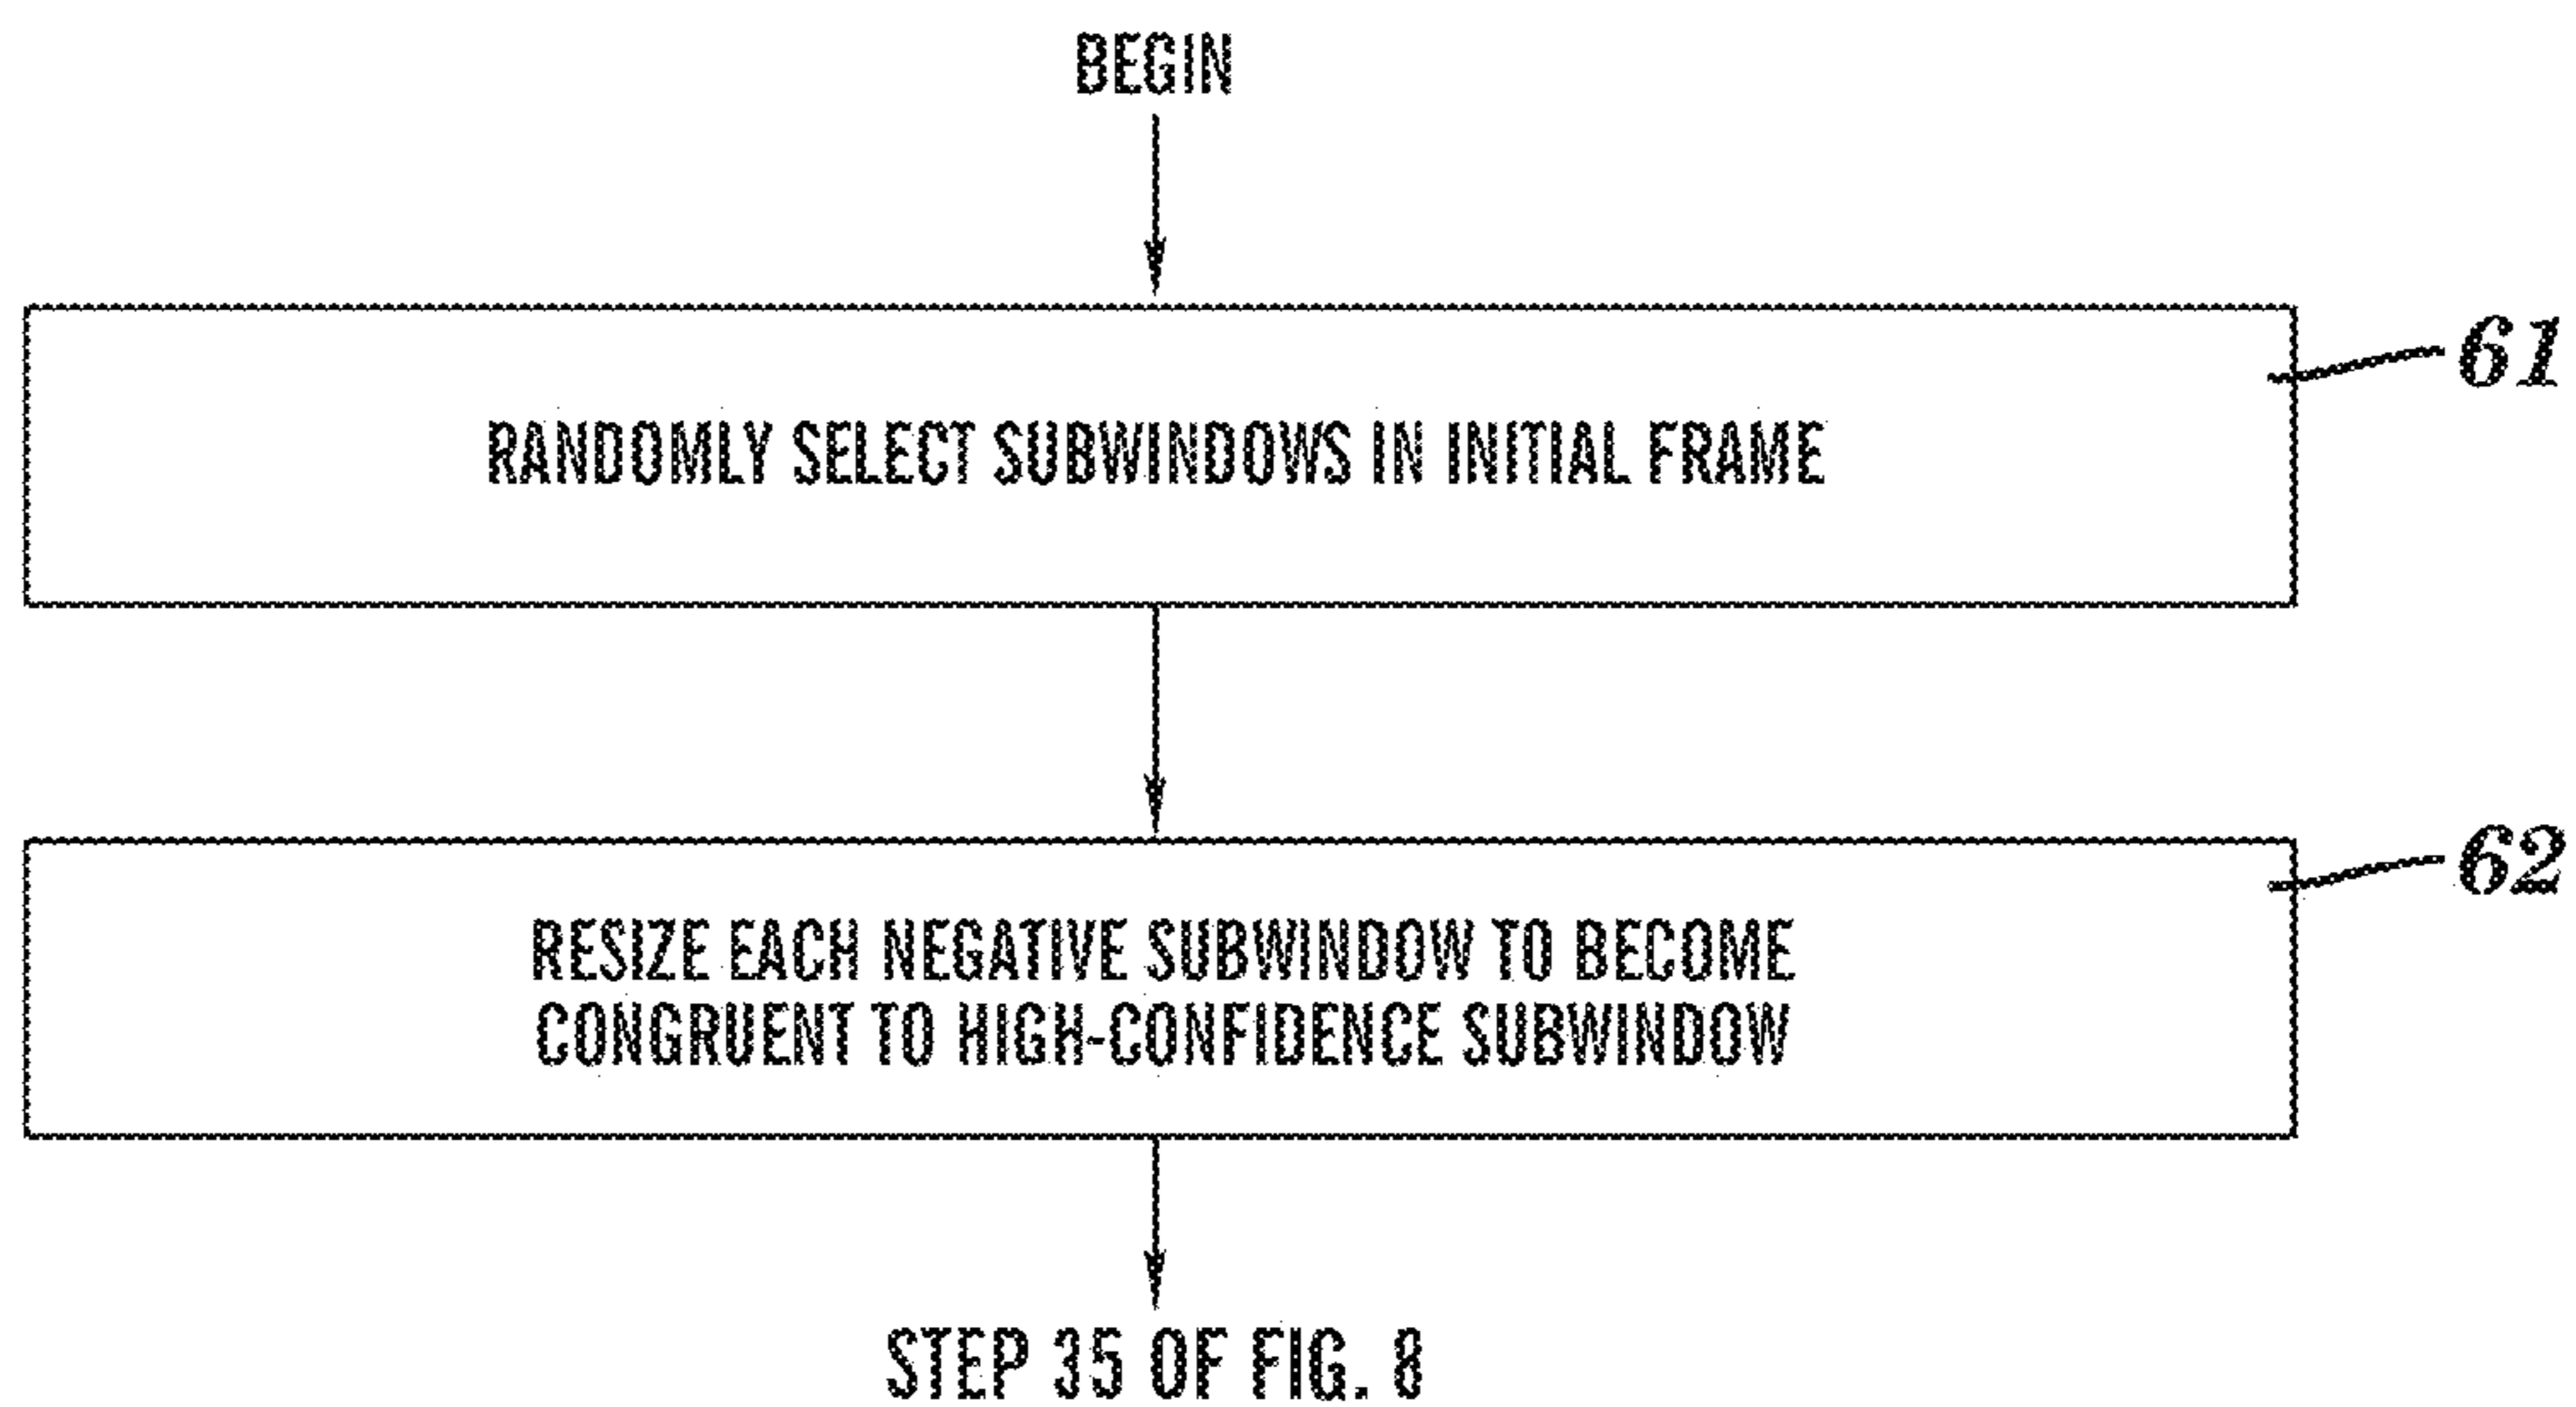 BEGIN
61
RANDOMLY SELECT SUBWINDOWS IN INITIAL FRAME
62
RESIZE EACH NEGATIVE SUBWINDOW TO BECOME
CONGRUENT TO HIGH-CONFIDENCE SUBWINDOW
STEP 35 OF FIG. 8